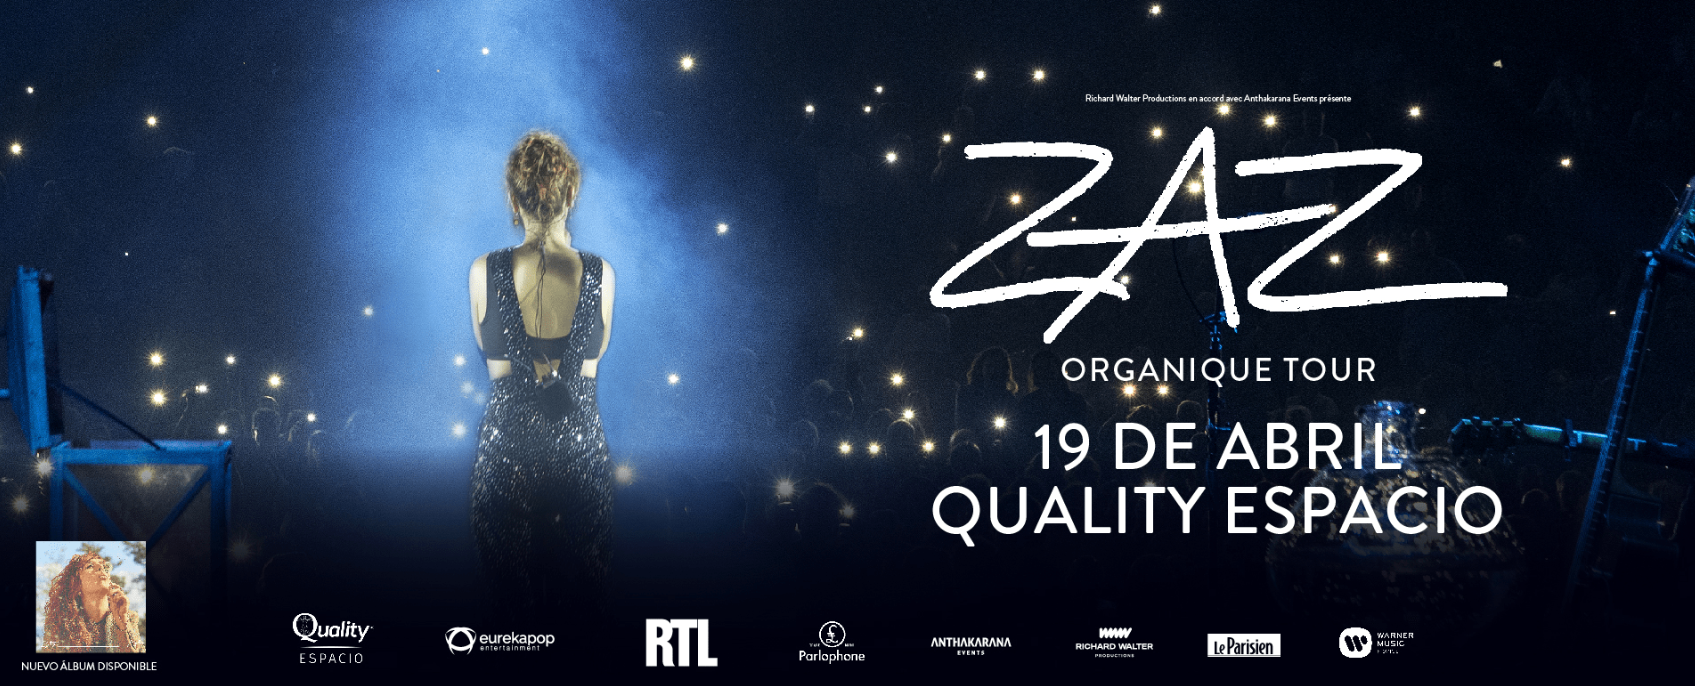 Richard Walter Productions en accord avec Anthakarana Events présente
ZAZ
ORGANIQUE TOUR
19 DE ABRIL
QUALITY ESPACIO
NUEVO ÁLBUM DISPONIBLE
Quality
ESPACIO
eurekapop
entertainment
RTL
Parlophone
ANTHAKARANA
EVENTS
RICHARD WALTER
PRODUCTIONS
Le Parisien
WARNER
MUSIC